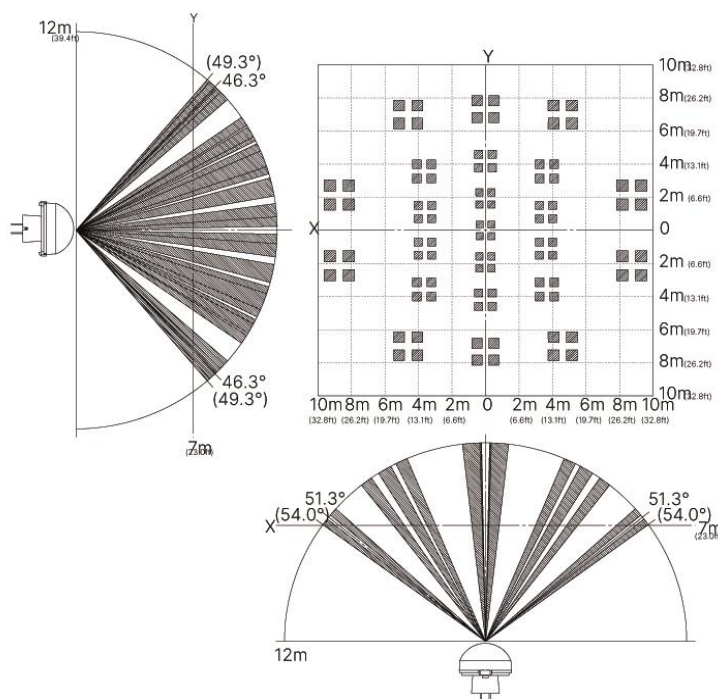 Y
12m
(39.4ft)
(49.3°)
46.3°
46.3°
(49.3°)
7m
(23.0ft)
Y
10m (32.8ft)
8m (26.2ft)
6m (19.7ft)
4m (13.1ft)
2m (6.6ft)
X 0
2m (6.6ft)
4m (13.1ft)
6m (19.7ft)
8m (26.2ft)
10m (32.8ft)
10m 8m 6m 4m 2m 0 2m 4m 6m 8m 10m
(32.8ft) (26.2ft) (19.7ft) (13.1ft) (6.6ft) (6.6ft) (13.1ft) (19.7ft) (26.2ft) (32.8ft)
51.3°
(54.0°)
X
51.3°
(54.0°)
7m
(23.0ft
12m